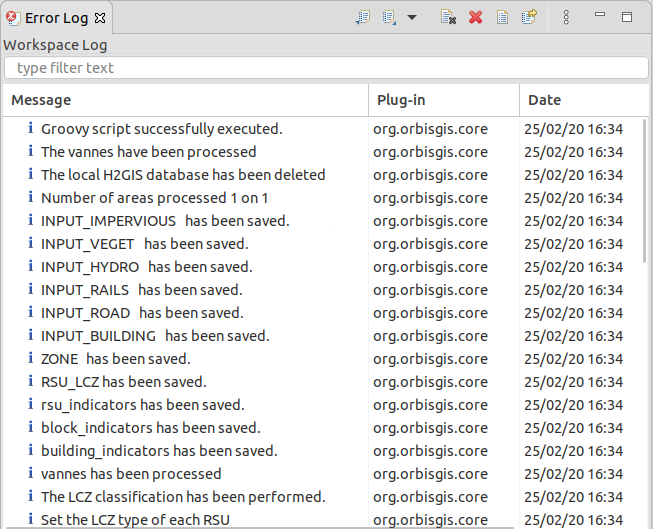 Error Log
Workspace Log
type filter text
Message Plug-in Date
Groovy script successfully executed. org.orbisgis.core 25/02/20 16:34
The vannes have been processed org.orbisgis.core 25/02/20 16:34
The local H2GIS database has been deleted org.orbisgis.core 25/02/20 16:34
Number of areas processed 1 on 1 org.orbisgis.core 25/02/20 16:34
INPUT_IMPERVIOUS has been saved. org.orbisgis.core 25/02/20 16:34
INPUT_VEGET has been saved. org.orbisgis.core 25/02/20 16:34
INPUT_HYDRO has been saved. org.orbisgis.core 25/02/20 16:34
INPUT_RAILS has been saved. org.orbisgis.core 25/02/20 16:34
INPUT_ROAD has been saved. org.orbisgis.core 25/02/20 16:34
INPUT_BUILDING has been saved. org.orbisgis.core 25/02/20 16:34
ZONE has been saved. org.orbisgis.core 25/02/20 16:34
RSU_LCZ has been saved. org.orbisgis.core 25/02/20 16:34
rsu_indicators has been saved. org.orbisgis.core 25/02/20 16:34
block_indicators has been saved. org.orbisgis.core 25/02/20 16:34
building_indicators has been saved. org.orbisgis.core 25/02/20 16:34
vannes has been processed org.orbisgis.core 25/02/20 16:34
The LCZ classification has been performed. org.orbisgis.core 25/02/20 16:34
Set the LCZ type of each RSU org.orbisgis.core 25/02/20 16:34